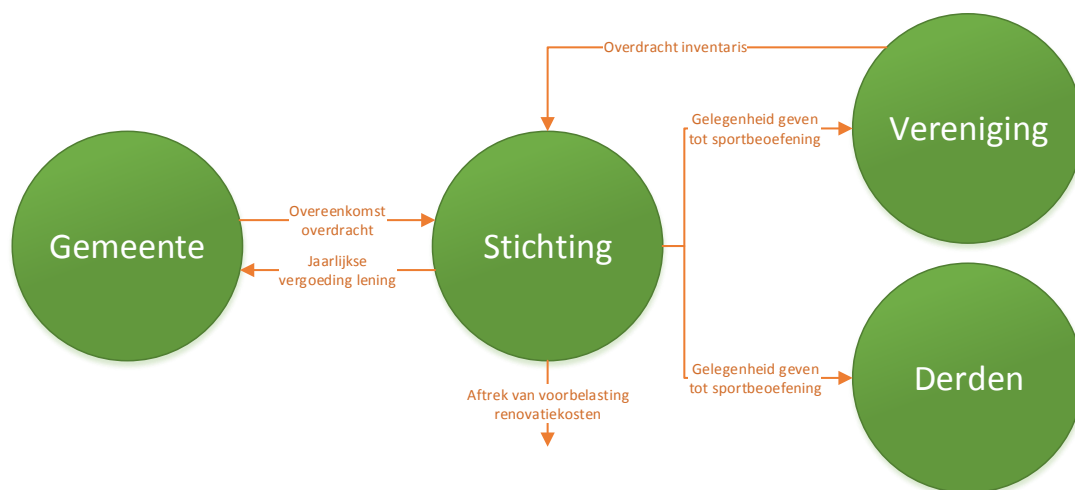 Overdracht inventaris
Vereniging
Gelegenheid geven
tot sportbeoefening
Gemeente
Overeenkomst
overdracht
Jaarlijkse
vergoeding lening
Stichting
Gelegenheid geven
tot sportbeoefening
Derden
Aftrek van voorbelasting
renovatiekosten